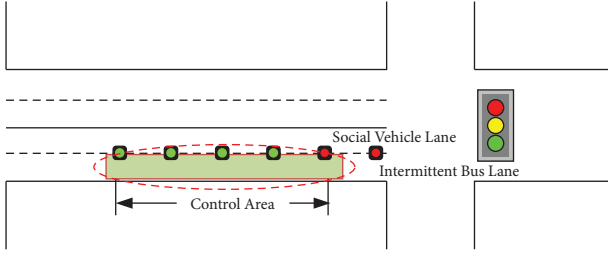 Social Vehicle Lane
Intermittent Bus Lane
Control Area